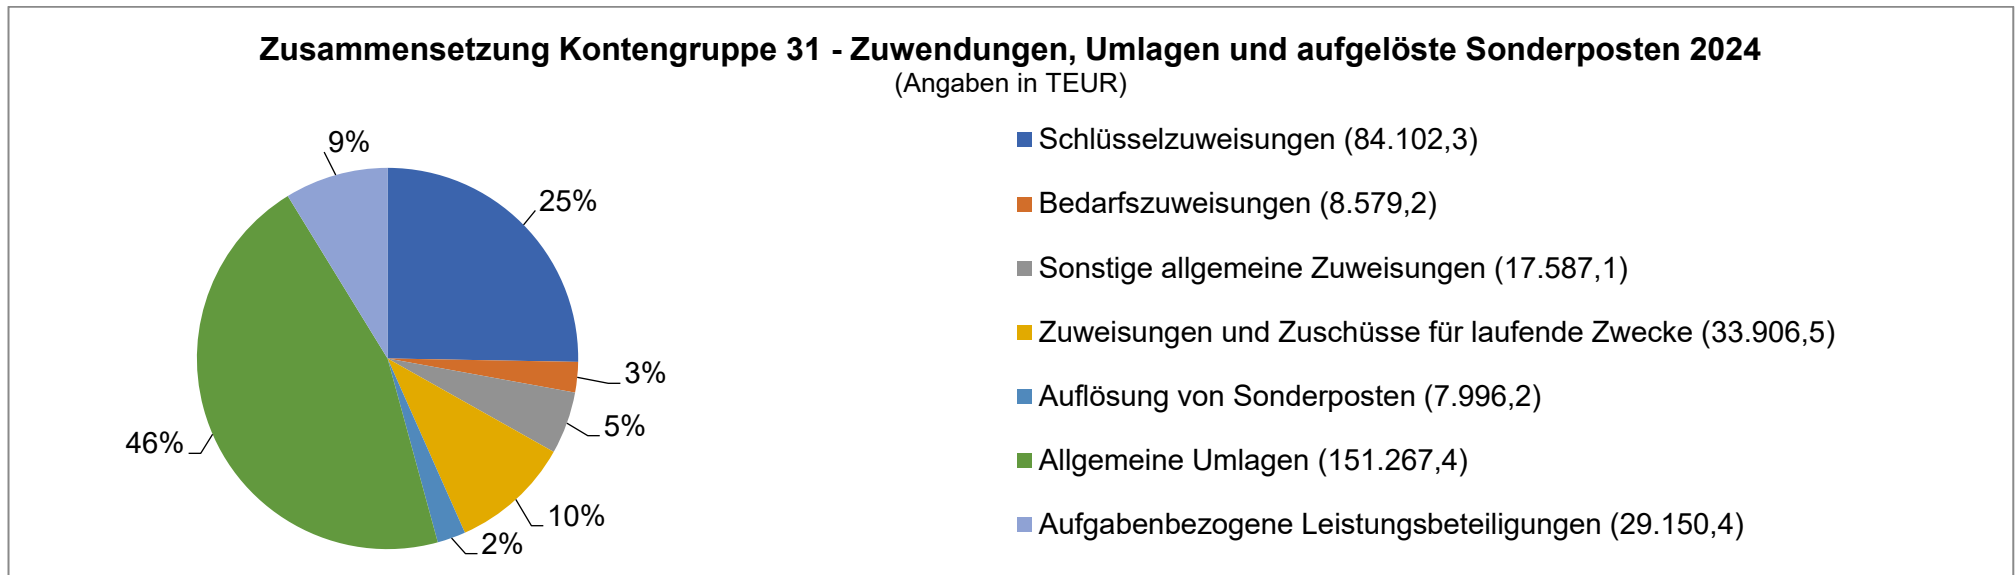 Zusammensetzung Kontengruppe 31 - Zuwendungen, Umlagen und aufgelöste Sonderposten 2024
(Angaben in TEUR)
9%
25%
3%
5%
10%
2%
46%
Schlüsselzuweisungen (84.102,3)
Bedarfszuweisungen (8.579,2)
Sonstige allgemeine Zuweisungen (17.587,1)
Zuweisungen und Zuschüsse für laufende Zwecke (33.906,5)
Auflösung von Sonderposten (7.996,2)
Allgemeine Umlagen (151.267,4)
Aufgabenbezogene Leistungsbeteiligungen (29.150,4)